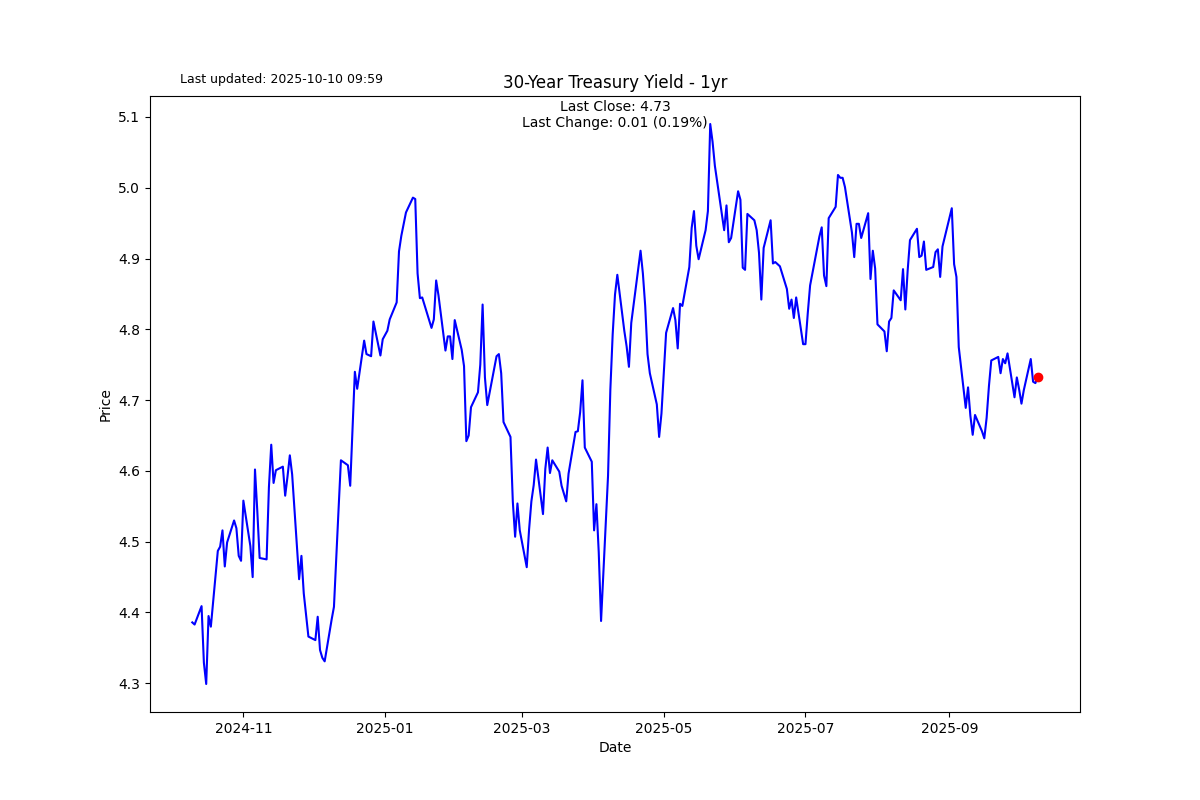 Last updated: 2025-10-10 09:59
30-Year Treasury Yield - 1yr
Last Close: 4.73
Last Change: 0.01 (0.19%)
5.1
5.0
4.9
4.8
4.7
4.6
4.5
4.4
4.3
Price
2024-11
2025-01
2025-03
2025-05
2025-07
2025-09
Date